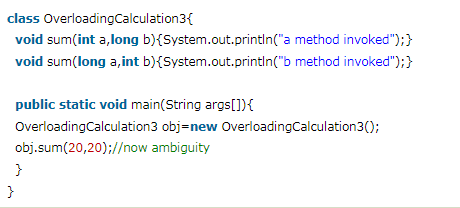 class OverloadingCalculation3{
void sum(int a,long b){System.out.println("a method invoked");}
void sum(long a,int b){System.out.println("b method invoked");}
public static void main(String args[]){
OverloadingCalculation3 obj=new OverloadingCalculation3();
obj.sum(20,20);//now ambiguity
}
}